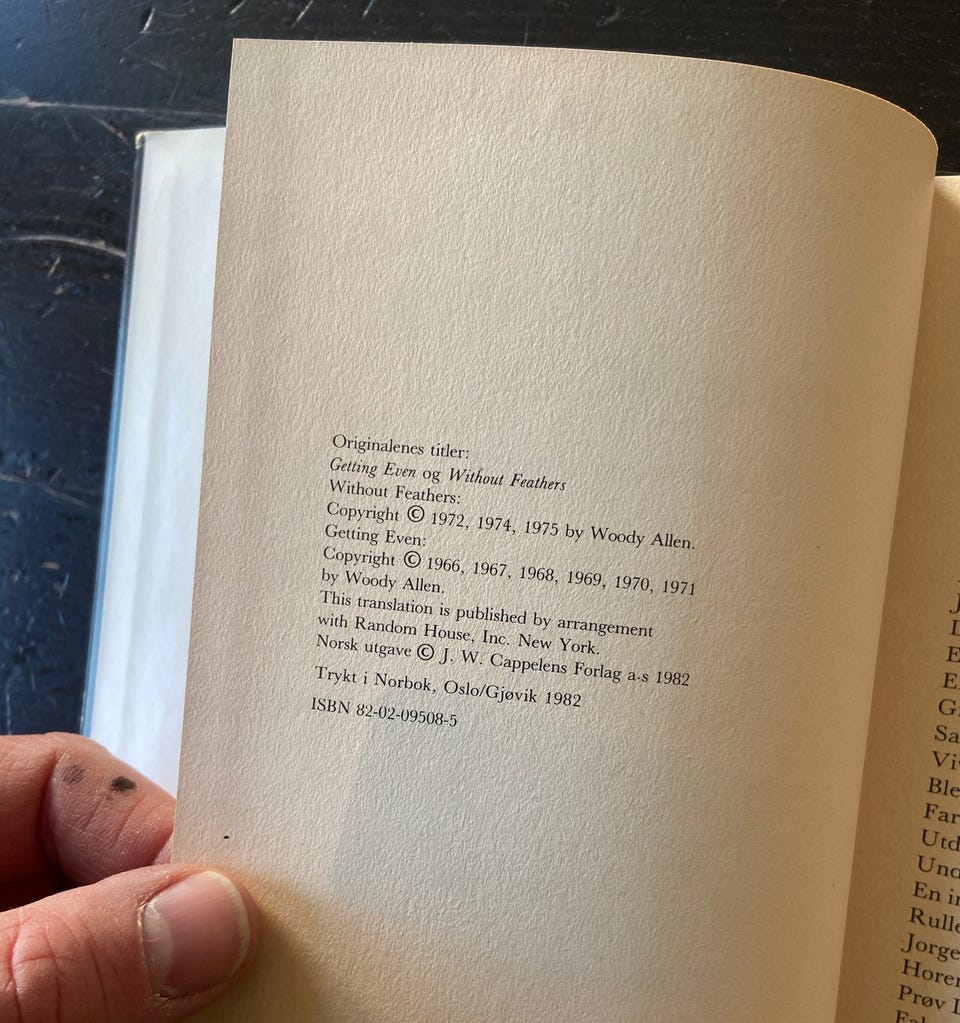 Originalenes titler:
Getting Even og Without Feathers
Without Feathers:
Copyright © 1972, 1974, 1975 by Woody Allen.
Getting Even:
Copyright © 1966, 1967, 1968, 1969, 1970, 1971
by Woody Allen.
This translation is published by arrangement
with Random House, Inc. New York.
Norsk utgave © J. W. Cappelens Forlag a·s 1982
Trykt i Norbok, Oslo/Gjøvik 1982
ISBN 82-02-09508-5
En
Prøv